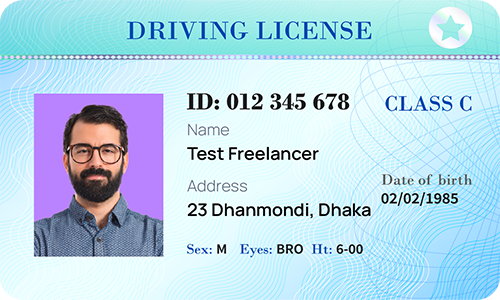 DRIVING LICENSE
ID: 012 345 678
CLASS C
Name
Test Freelancer
Address
23 Dhanmondi, Dhaka
Date of birth
02/02/1985
Sex: M Eyes: BRO Ht: 6-00